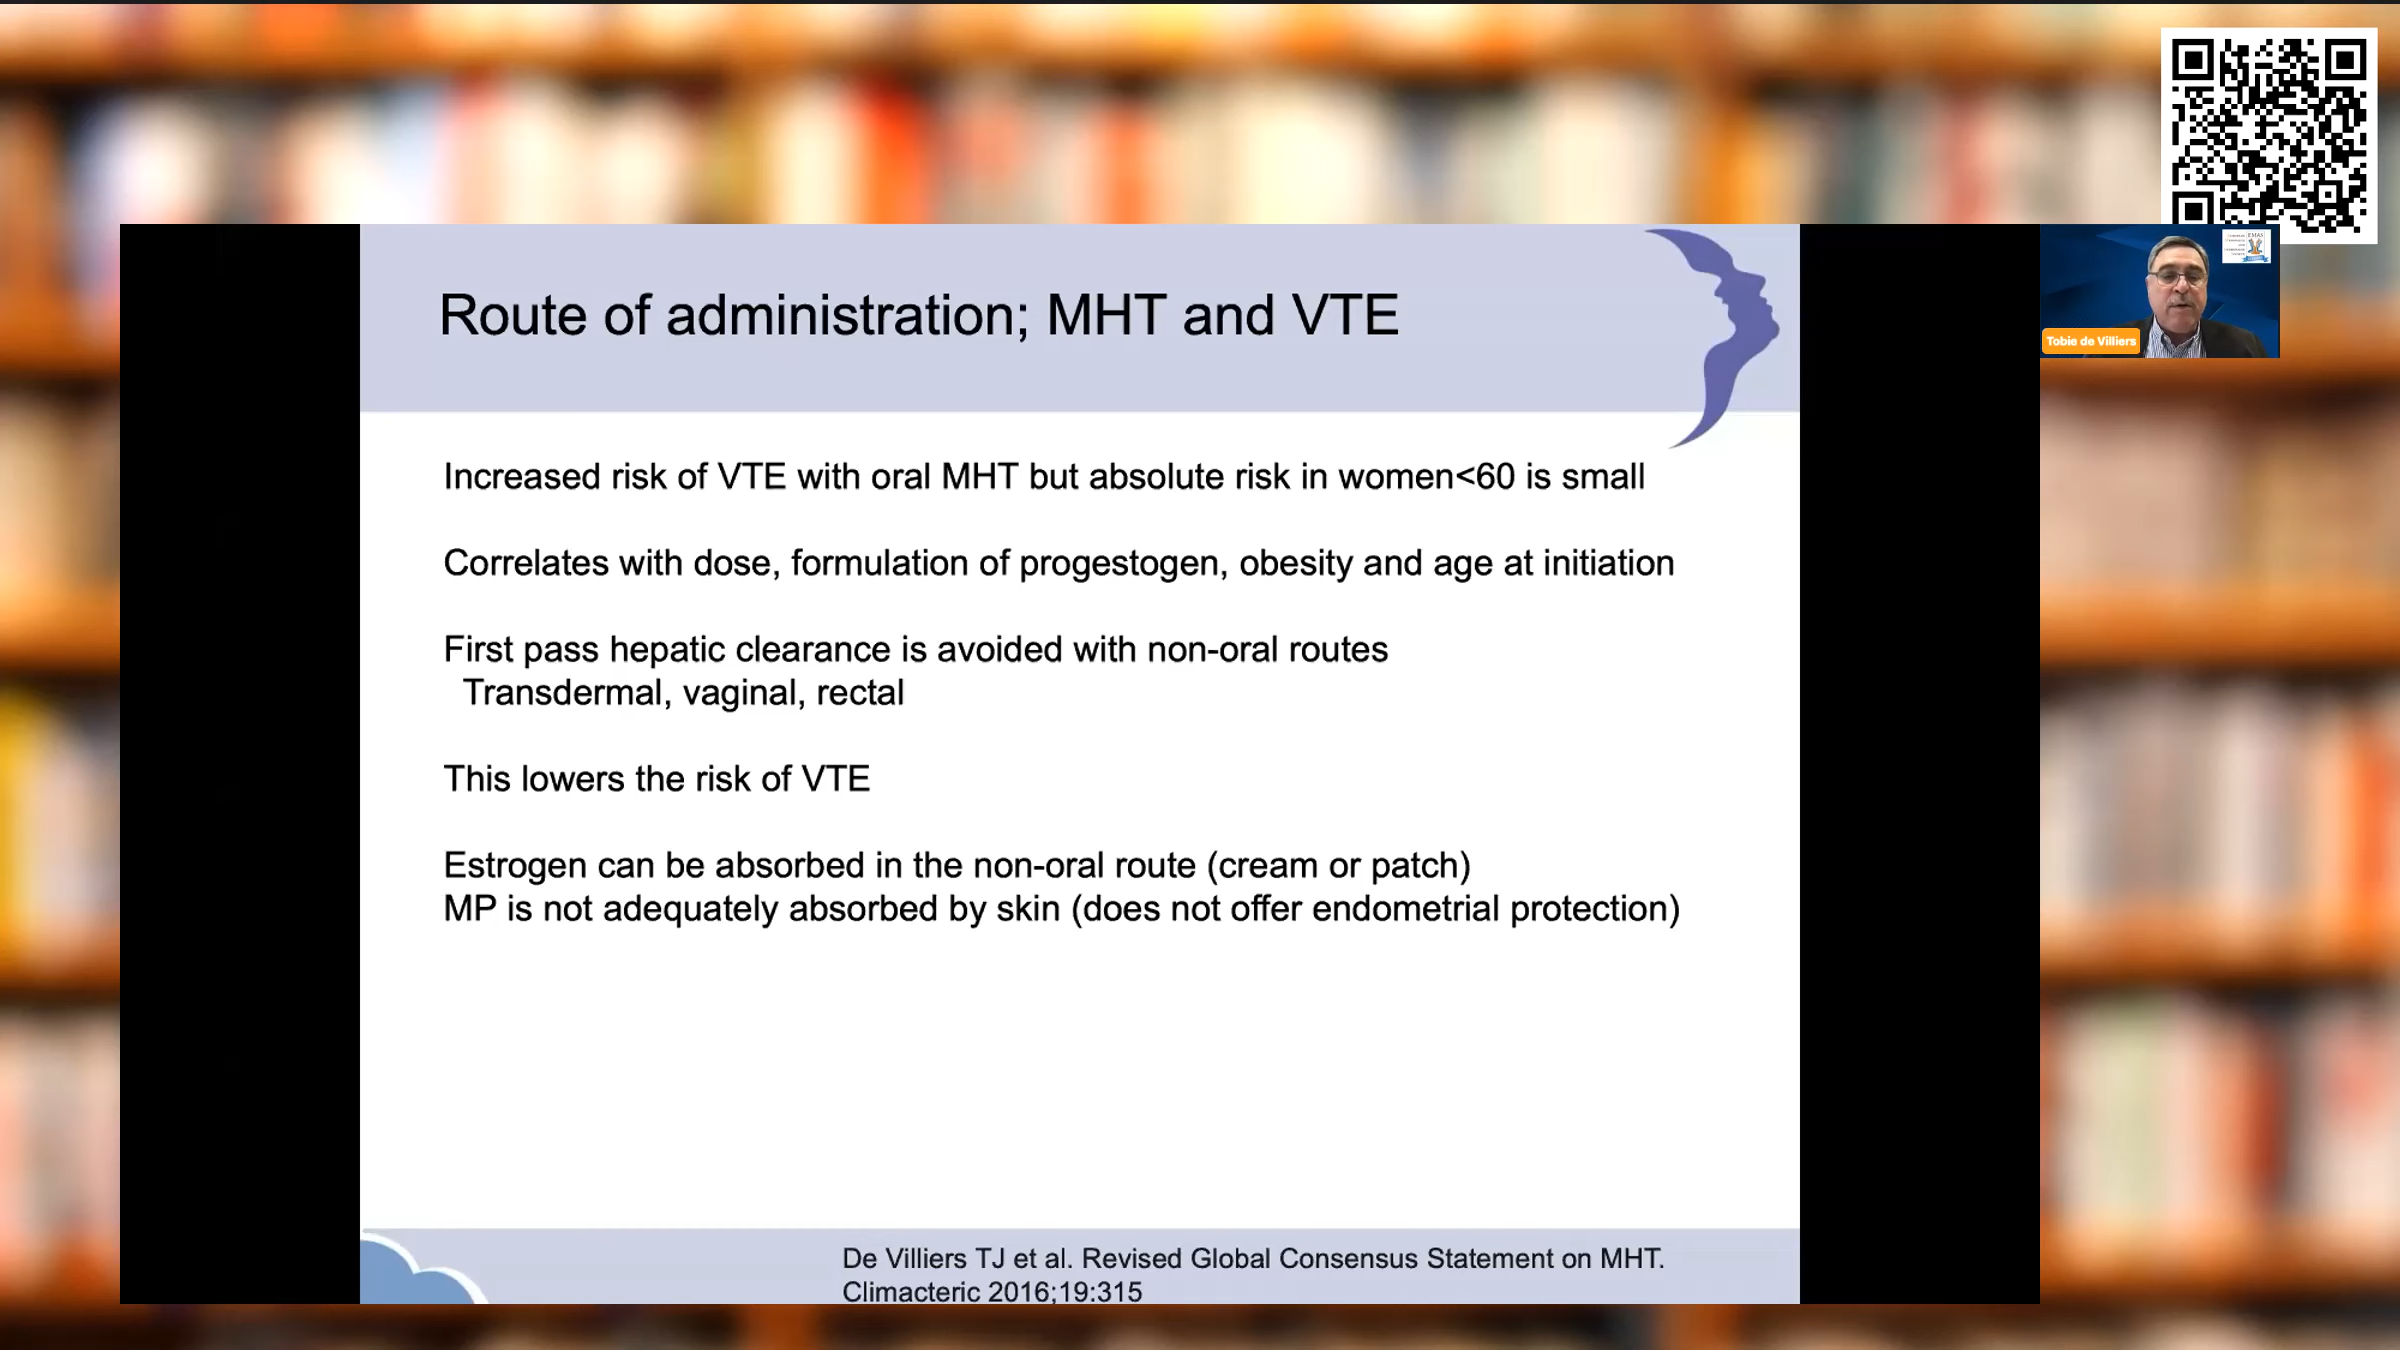 Route of administration; MHT and VTE
Increased risk of VTE with oral MHT but absolute risk in women<60 is small
Correlates with dose, formulation of progestogen, obesity and age at initiation
First pass hepatic clearance is avoided with non-oral routes
Transdermal, vaginal, rectal
This lowers the risk of VTE
Estrogen can be absorbed in the non-oral route (cream or patch)
MP is not adequately absorbed by skin (does not offer endometrial protection)
De Villiers TJ et al. Revised Global Consensus Statement on MHT.
Climacteric 2016;19:315
EMAS
Tobie de Villiers